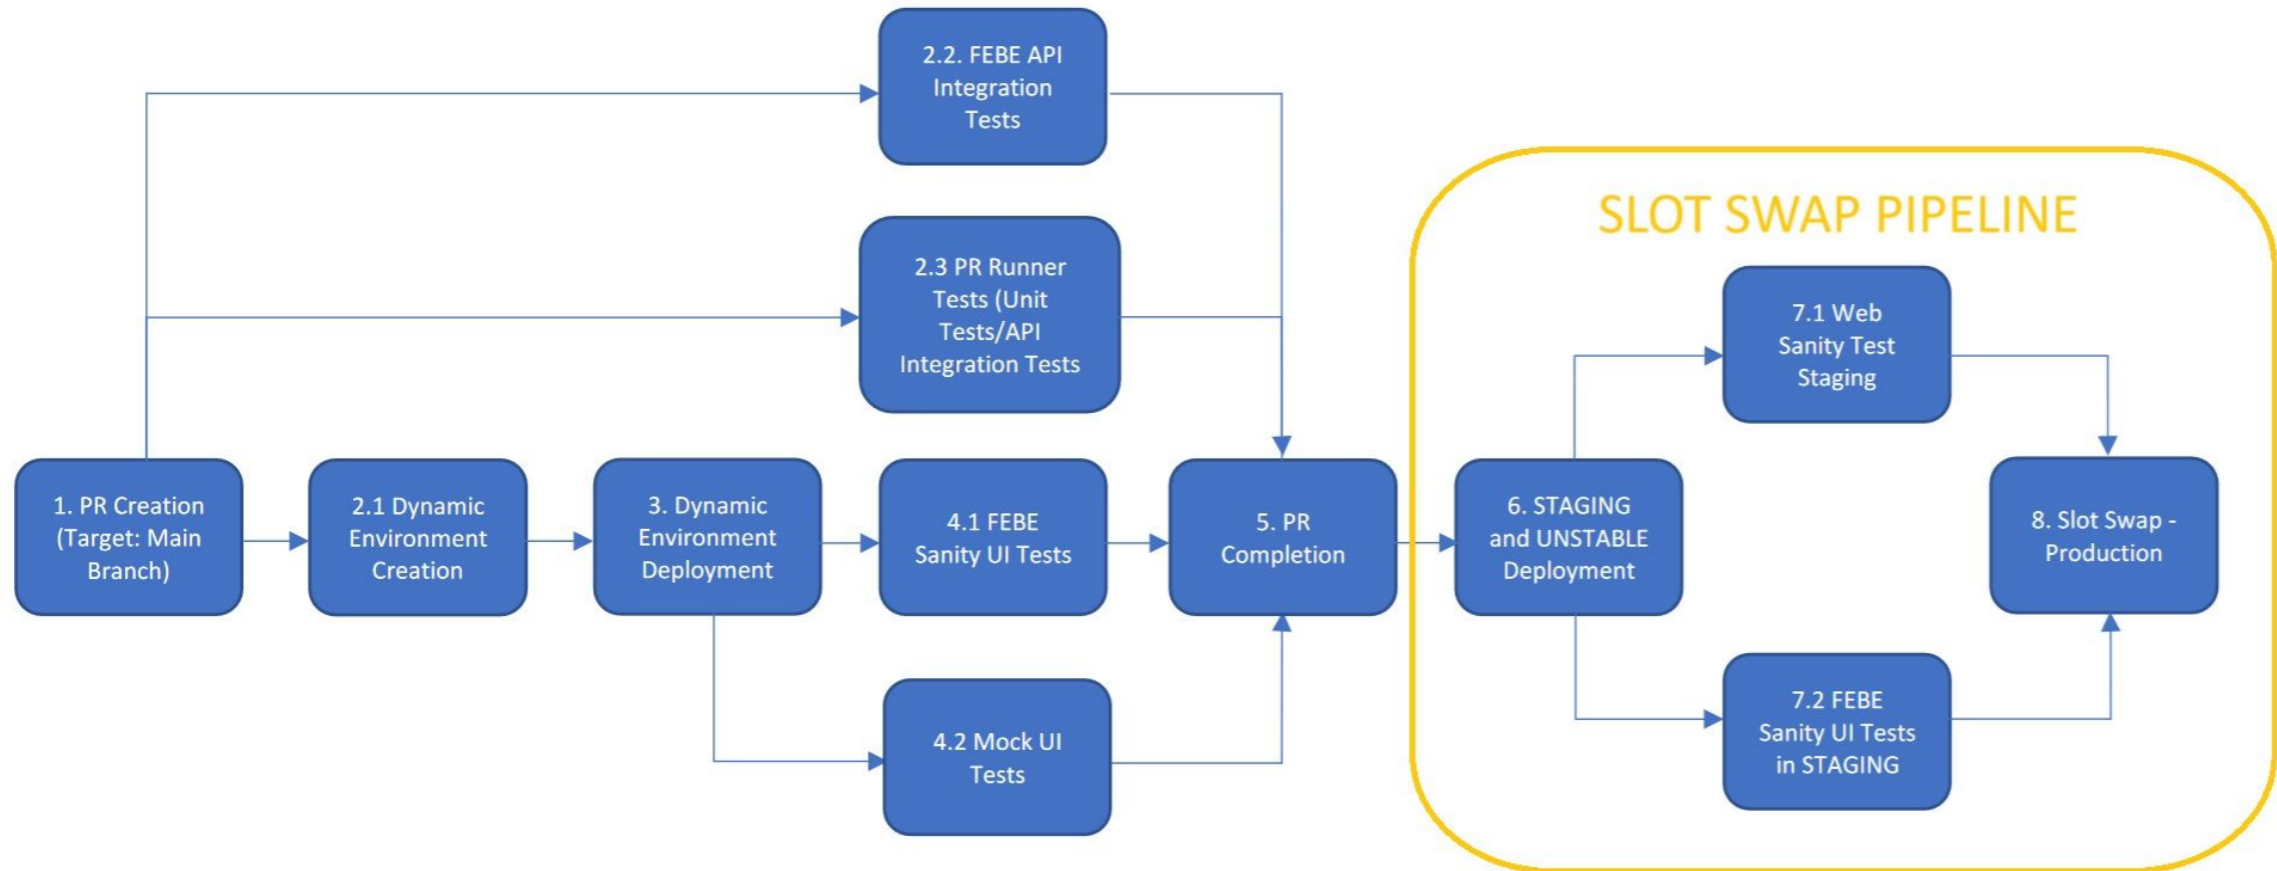 2.2. FEBE API
Integration
Tests
2.3 PR Runner
Tests (Unit
Tests/API
Integration Tests
1. PR Creation
(Target: Main
Branch)
2.1 Dynamic
Environment
Creation
3. Dynamic
Environment
Deployment
4.1 FEBE
Sanity UI Tests
4.2 Mock UI
Tests
5. PR
Completion
SLOT SWAP PIPELINE
6. STAGING
and UNSTABLE
Deployment
7.1 Web
Sanity Test
Staging
7.2 FEBE
Sanity UI Tests
in STAGING
8. Slot Swap -
Production